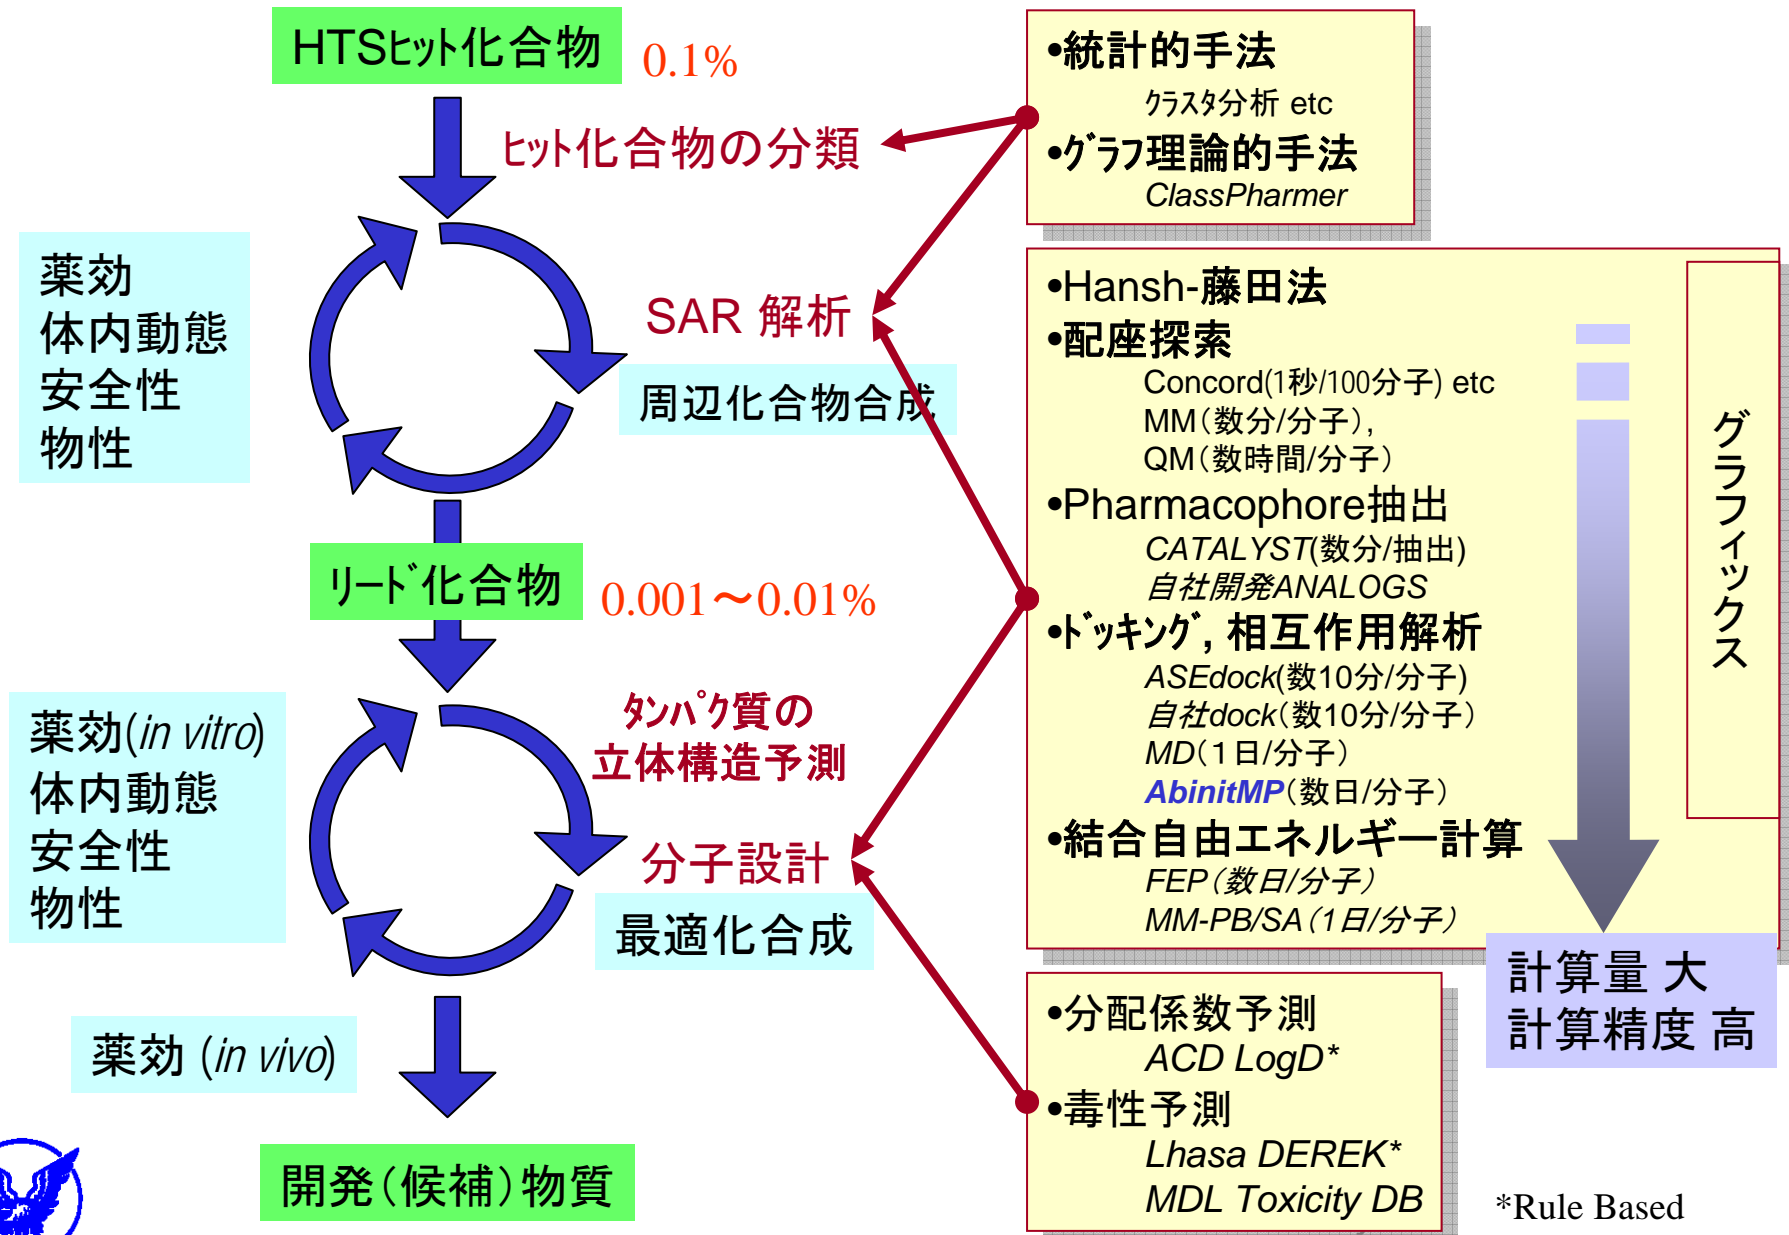 HTSヒット化合物
0.1%
ヒット化合物の分類
薬効
体内動態
安全性
物性
SAR 解析
周辺化合物合成
リード化合物
0.001~0.01%
薬効(in vitro)
体内動態
安全性
物性
タンパク質の
立体構造予測
分子設計
最適化合成
薬効 (in vivo)
開発(候補)物質
•統計的手法
クラスタ分析 etc
•グラフ理論的手法
ClassPharmer
•Hansh-藤田法
•配座探索
Concord(1秒/100分子) etc
MM(数分/分子),
QM(数時間/分子)
•Pharmacophore抽出
CATALYST(数分/抽出)
自社開発ANALOGS
•ドッキング, 相互作用解析
ASEdock(数10分/分子)
自社dock(数10分/分子)
MD(1日/分子)
AbinitMP(数日/分子)
•結合自由エネルギー計算
FEP(数日/分子)
MM-PB/SA(1日/分子)
グラフィックス
計算量 大
計算精度 高
•分配係数予測
ACD LogD*
•毒性予測
Lhasa DEREK*
MDL Toxicity DB
*Rule Based